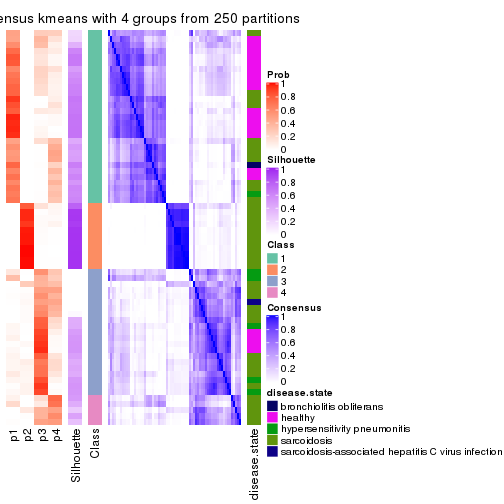 ensus kmeans with 4 groups from 250 partitions
Prob
1
0.8
0.6
0.4
0.2
0
Silhouette
1
0.8
0.6
0.4
0.2
0
Class
1
2
3
4
Consensus
1
0.8
0.6
0.4
0.2
0
disease.state
bronchiolitis obliterans
healthy
hypersensitivity pneumonitis
sarcoidosis
sarcoidosis-associated hepatitis C virus infection
p1
p2
p3
p4
Silhouette
Class
disease.state